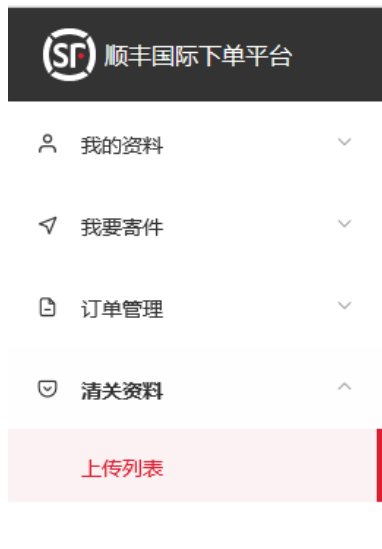 SF 顺丰国际下单平台
我的资料
我要寄件
订单管理
清关资料
上传列表